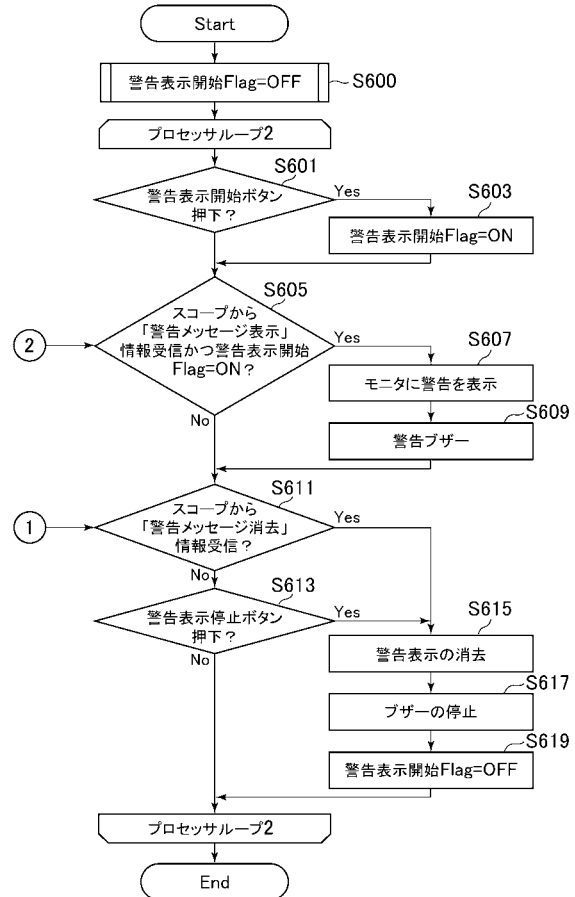 Start
警告表示開始Flag=OFF
S600
プロセッサループ2
S601
警告表示開始ボタン
押下？
Yes
S603
警告表示開始Flag=ON
S605
スコープから
「警告メッセージ表示」
情報受信かつ警告表示開始
Flag=ON？
2
Yes
S607
モニタに警告を表示
No
S609
警告ブザー
S611
スコープから
「警告メッセージ消去」
情報受信？
1
Yes
No
S613
警告表示停止ボタン
押下？
Yes
No
S615
警告表示の消去
S617
ブザーの停止
S619
警告表示開始Flag=OFF
プロセッサループ2
End